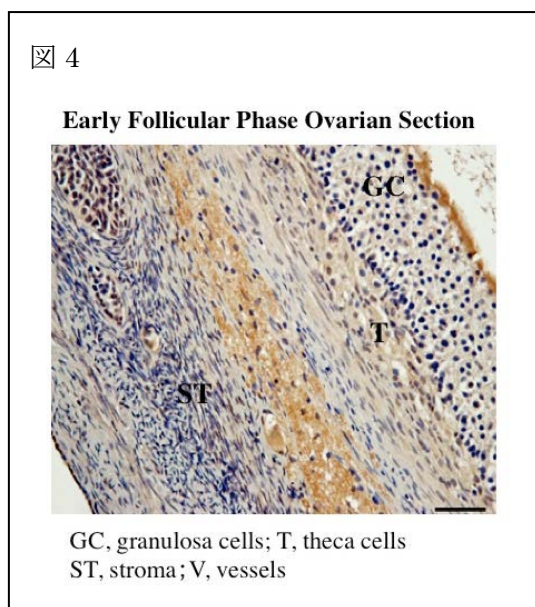 図 4
Early Follicular Phase Ovarian Section
GC
T
ST
GC, granulosa cells; T, theca cells
ST, stroma; V, vessels